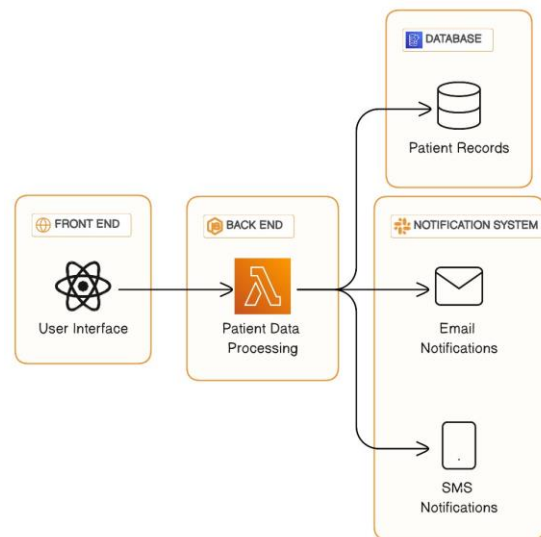 DATABASE
Patient Records
FRONT END
User Interface
BACK END
Patient Data
Processing
NOTIFICATION SYSTEM
Email
Notifications
SMS
Notifications